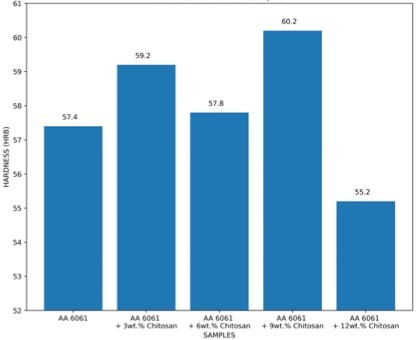 61
60
59
58
57
56
55
54
53
52
HARDNESS (HRB)
57.4
59.2
57.8
60.2
55.2
AA 6061
AA 6061
+ 3wt.% Chitosan
AA 6061
+ 6wt.% Chitosan
AA 6061
+ 9wt.% Chitosan
AA 6061
+ 12wt.% Chitosan
SAMPLES